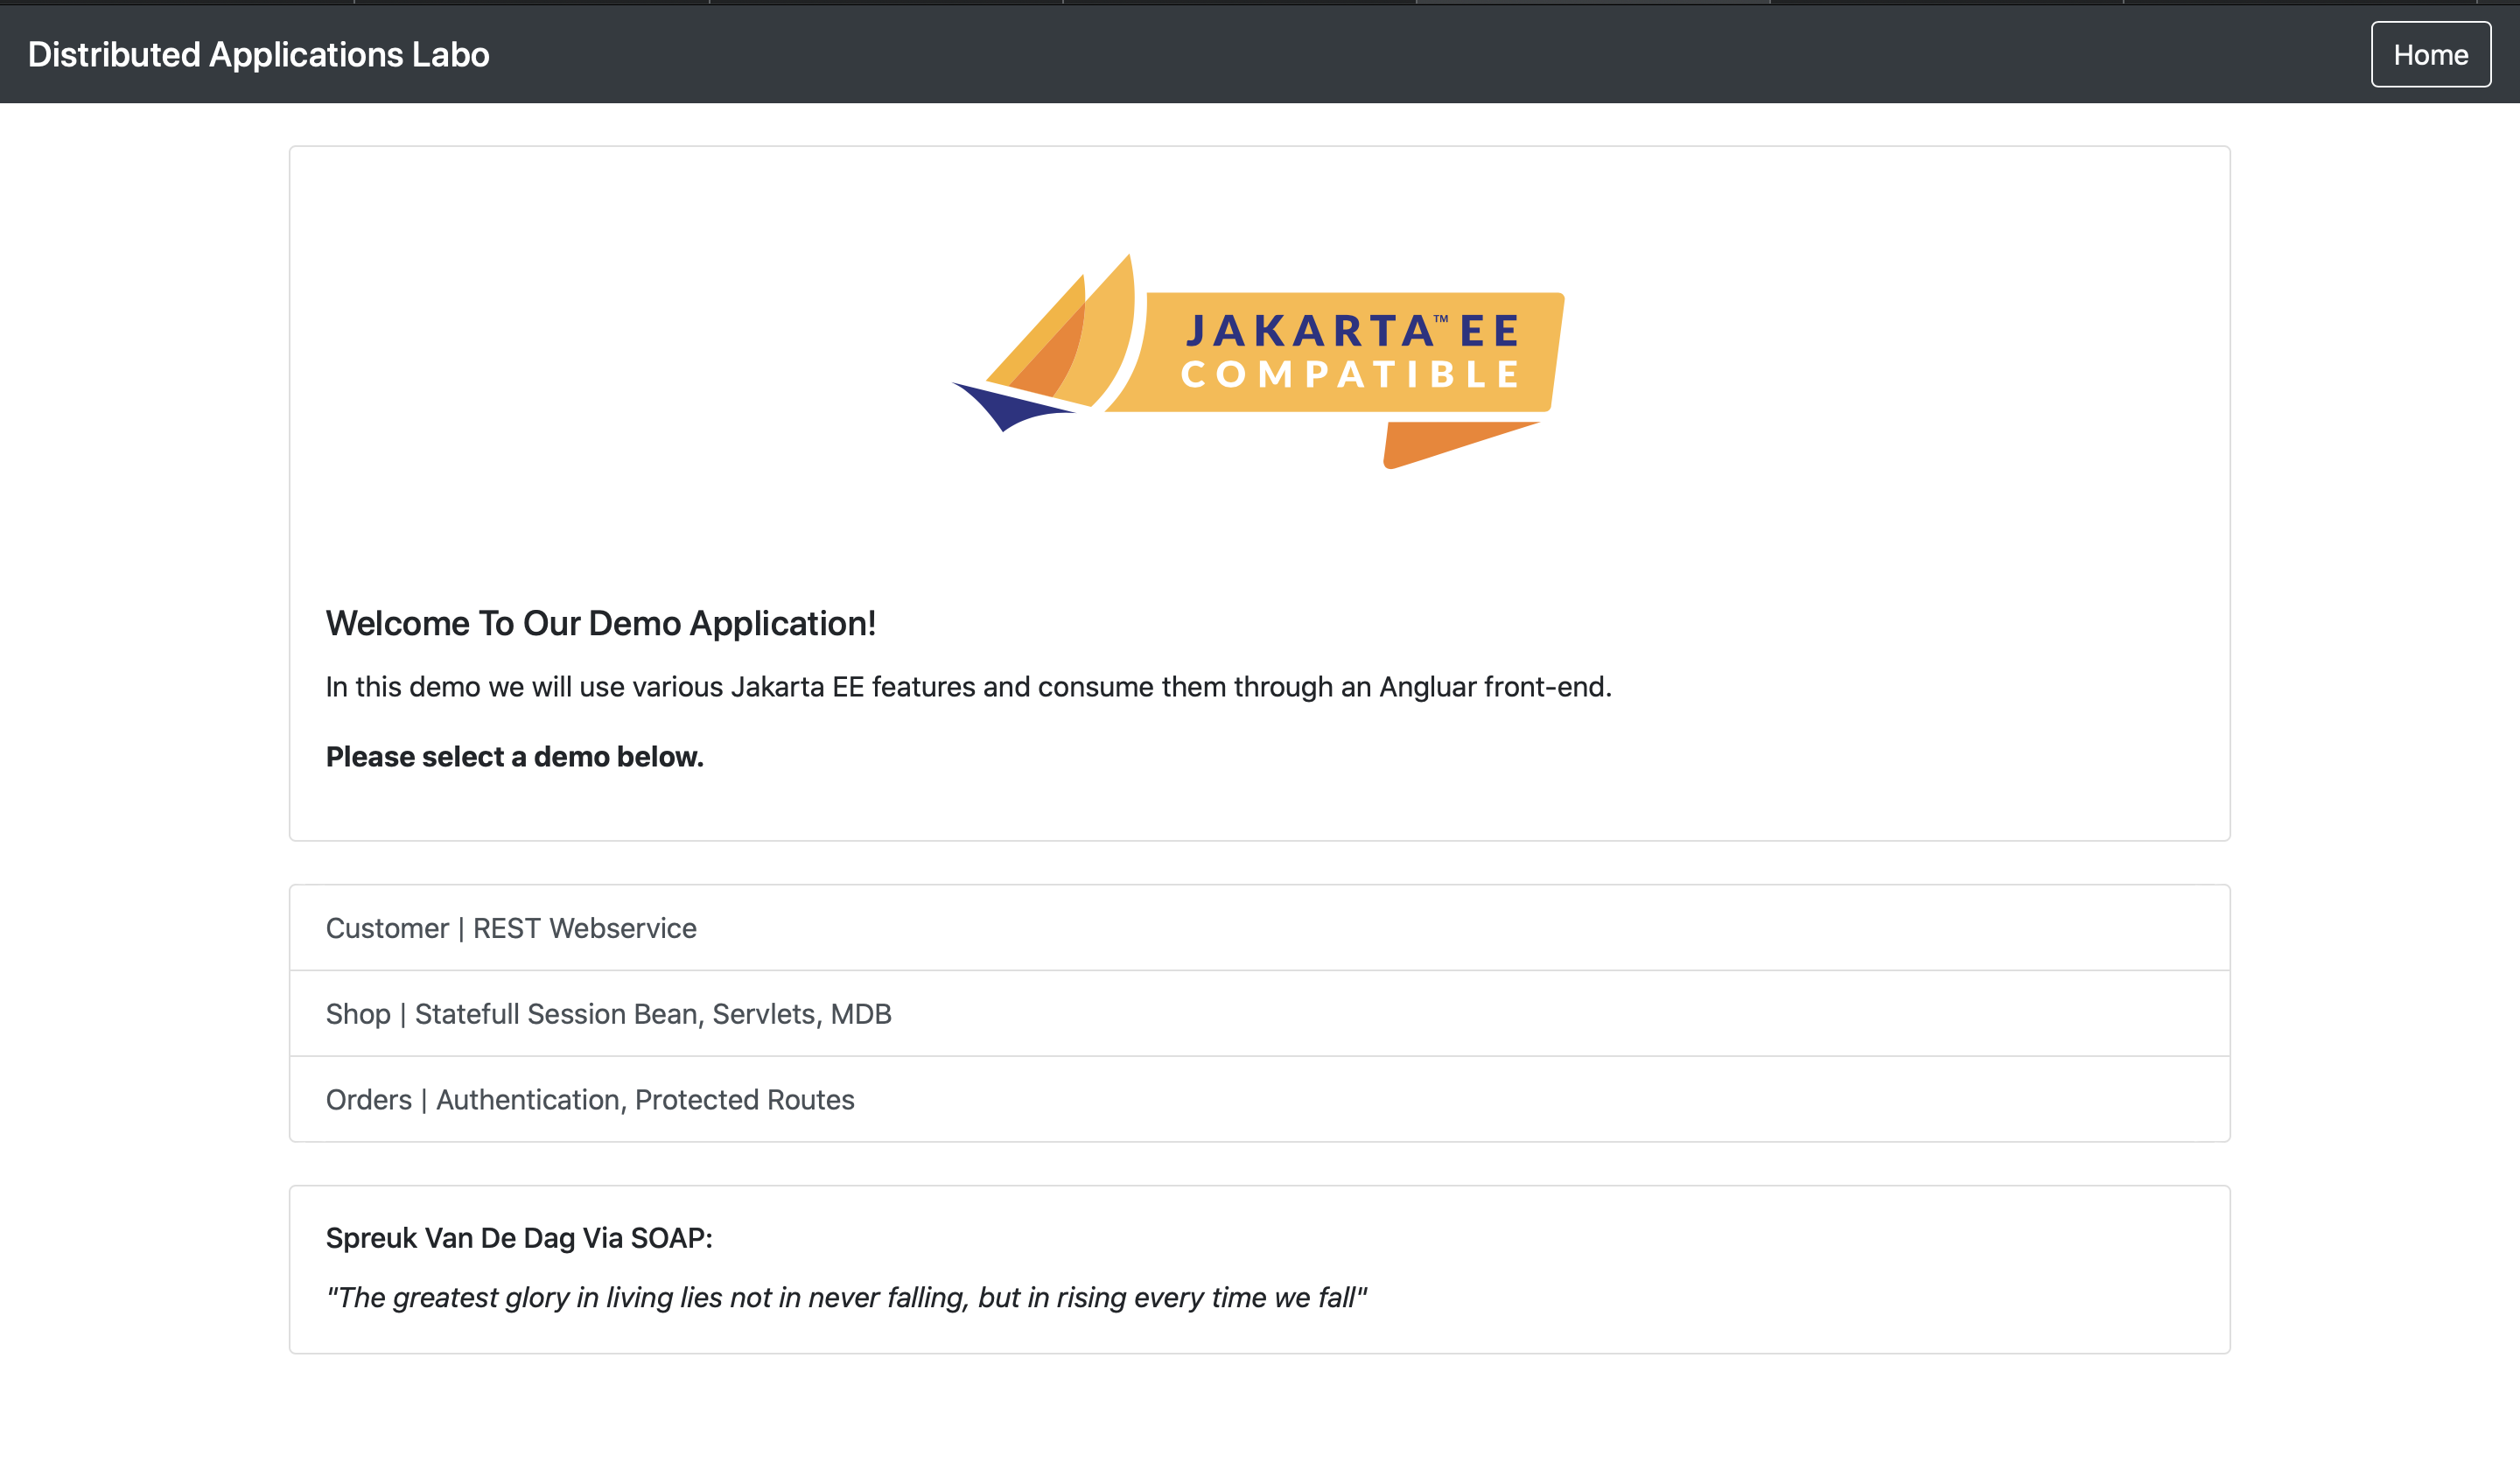 Distributed Applications Labo
Home
JAKARTA™ EE
COMPATIBLE
Welcome To Our Demo Application!
In this demo we will use various Jakarta EE features and consume them through an Angluar front-end.
Please select a demo below.
Customer | REST Webservice
Shop | Statefull Session Bean, Servlets, MDB
Orders | Authentication, Protected Routes
Spreuk Van De Dag Via SOAP:
"The greatest glory in living lies not in never falling, but in rising every time we fall"